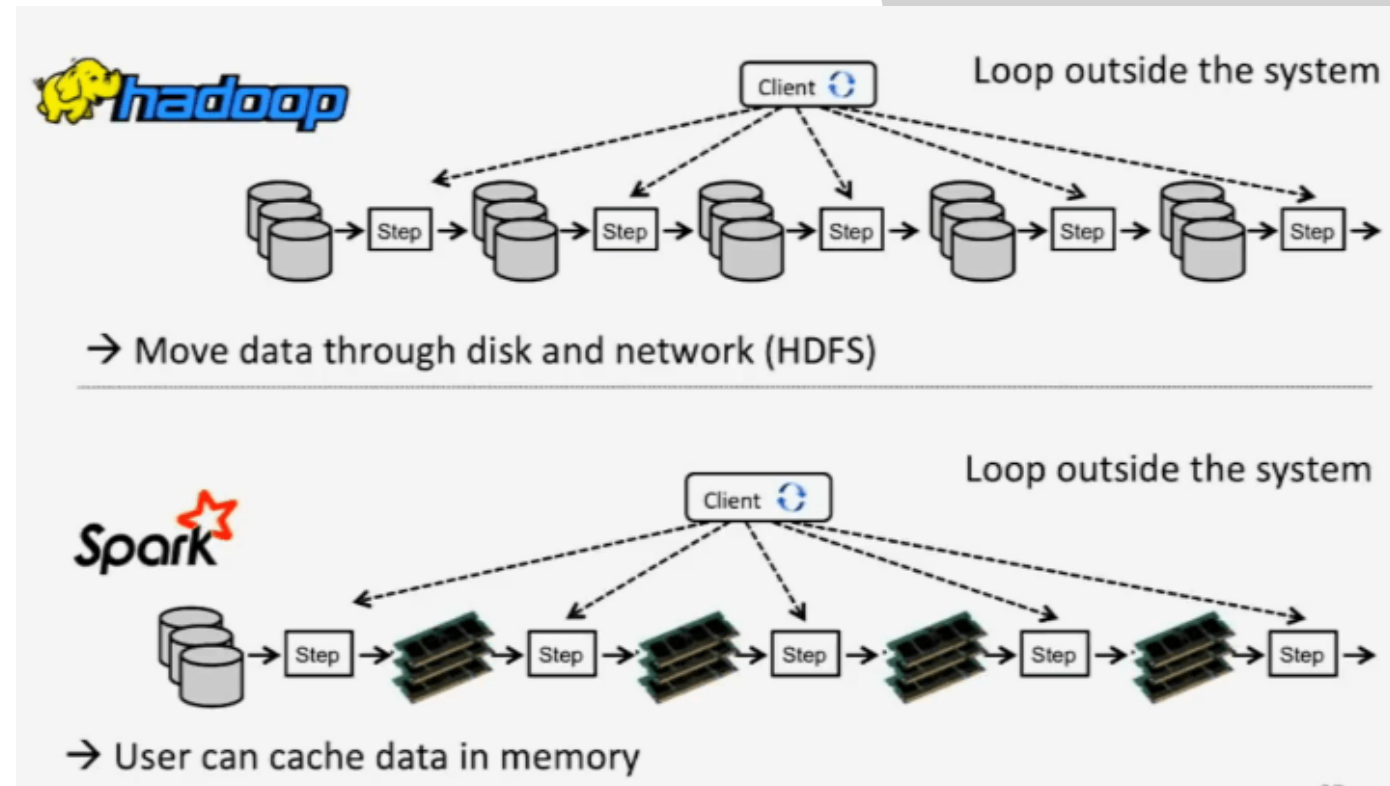 hadoop
Client
Loop outside the system
Step
Step
Step
Step
Step
→ Move data through disk and network (HDFS)
Loop outside the system
Client
Spark
Step
Step
Step
Step
Step
→ User can cache data in memory